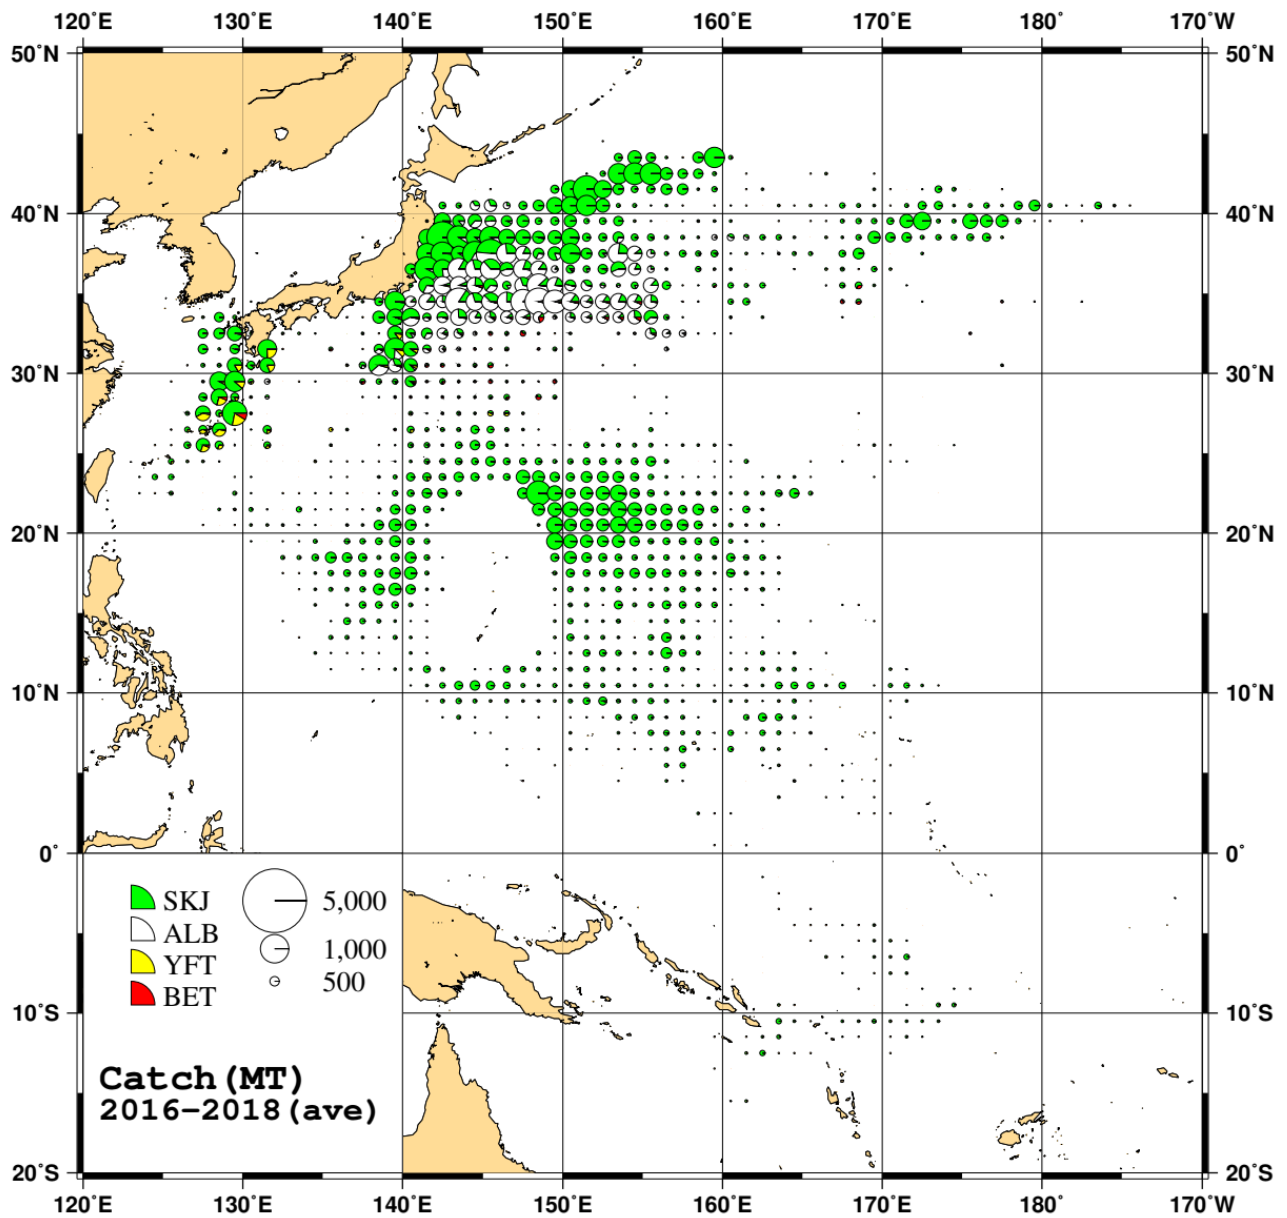 120˚E 130˚E 140˚E 150˚E 160˚E 170˚E 180˚ 170˚W
50˚N 50˚N
40˚N 40˚N
30˚N 30˚N
20˚N 20˚N
10˚N 10˚N
0˚ 0˚
SKJ 5,000
ALB 1,000
YFT 500
BET
10˚S 10˚S
Catch(MT)
2016−2018(ave)
20˚S 20˚S
120˚E 130˚E 140˚E 150˚E 160˚E 170˚E 180˚ 170˚W